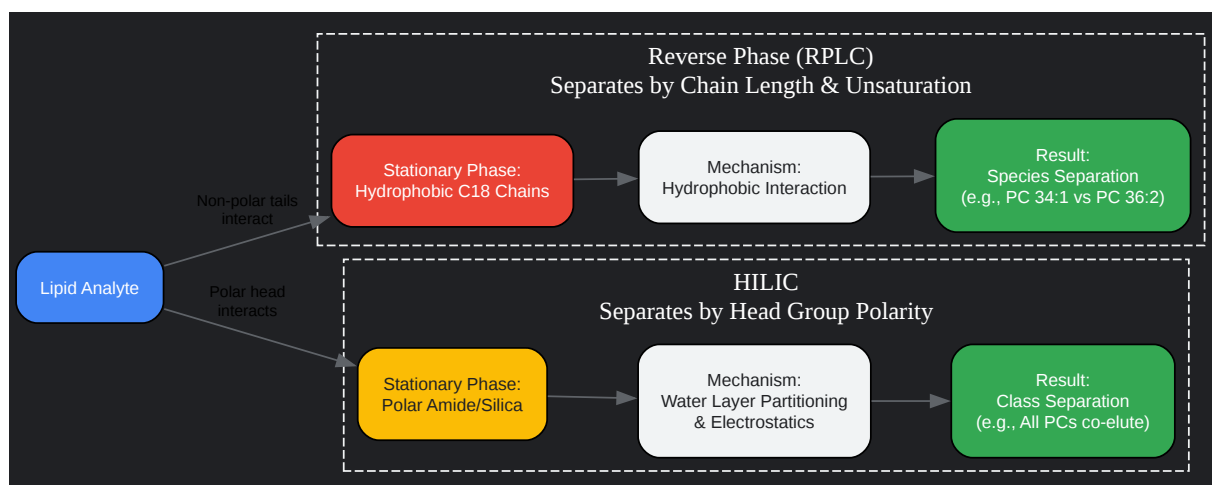 Reverse Phase (RPLC)
Separates by Chain Length & Unsaturation
Stationary Phase:
Hydrophobic C18 Chains
Mechanism:
Hydrophobic Interaction
Result:
Species Separation
(e.g., PC 34:1 vs PC 36:2)
Non-polar tails
interact
Lipid Analyte
Polar head
interacts
HILIC
Separates by Head Group Polarity
Stationary Phase:
Polar Amide/Silica
Mechanism:
Water Layer Partitioning
& Electrostatics
Result:
Class Separation
(e.g., All PCs co-elute)